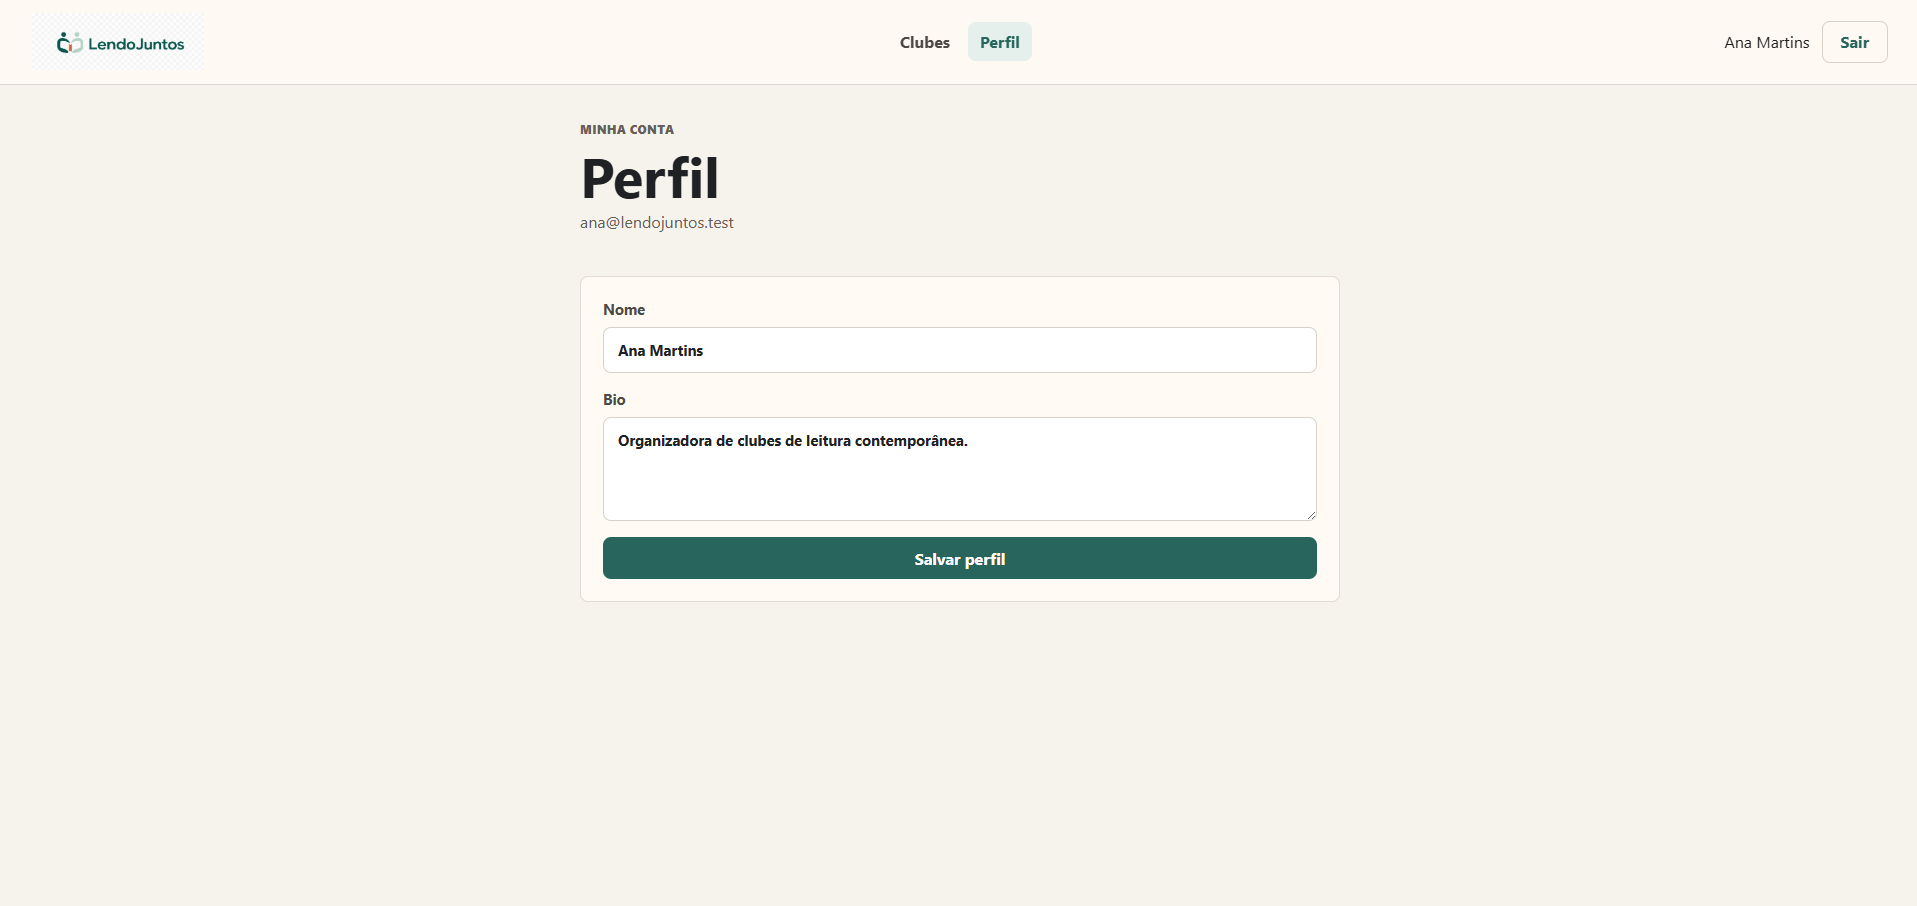 LendoJuntos
Clubes
Perfil
Ana Martins
Sair
MINHA CONTA
Perfil
ana@lendojuntos.test
Nome
Ana Martins
Bio
Organizadora de clubes de leitura contemporânea.
Salvar perfil